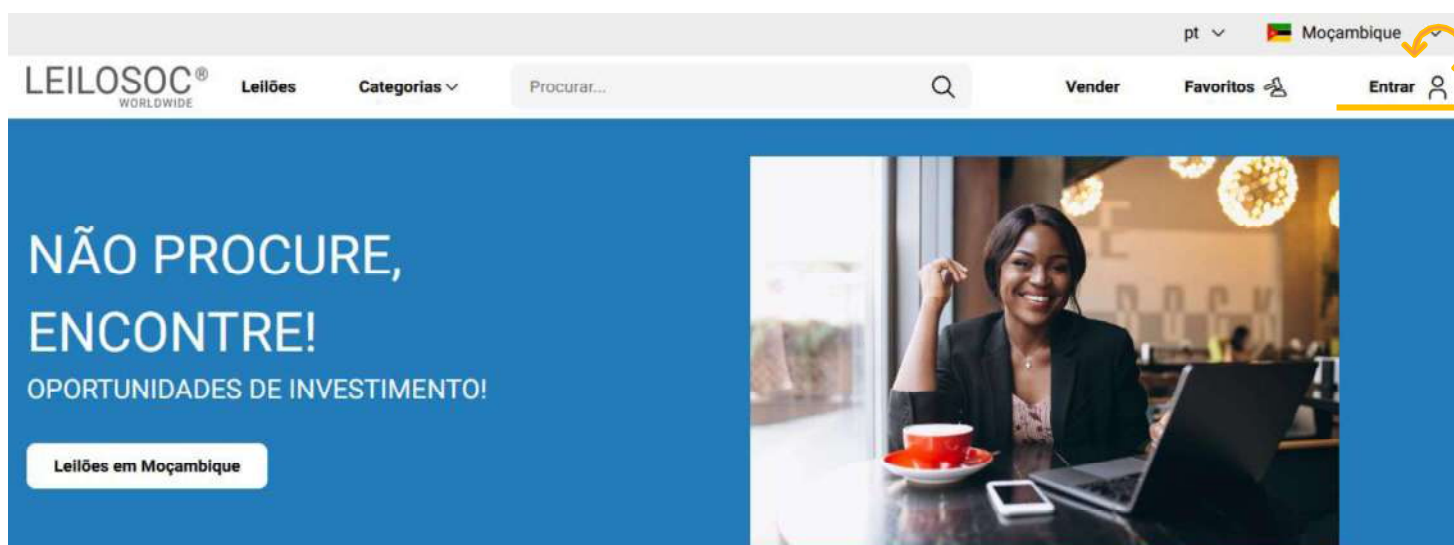 pt Moçambique
LEILOSOC®
WORLDWIDE
Leilões Categorias Procurar... Vender Favoritos Entrar
NÃO PROCURE,
ENCONTRE!
OPORTUNIDADES DE INVESTIMENTO!
Leilões em Moçambique